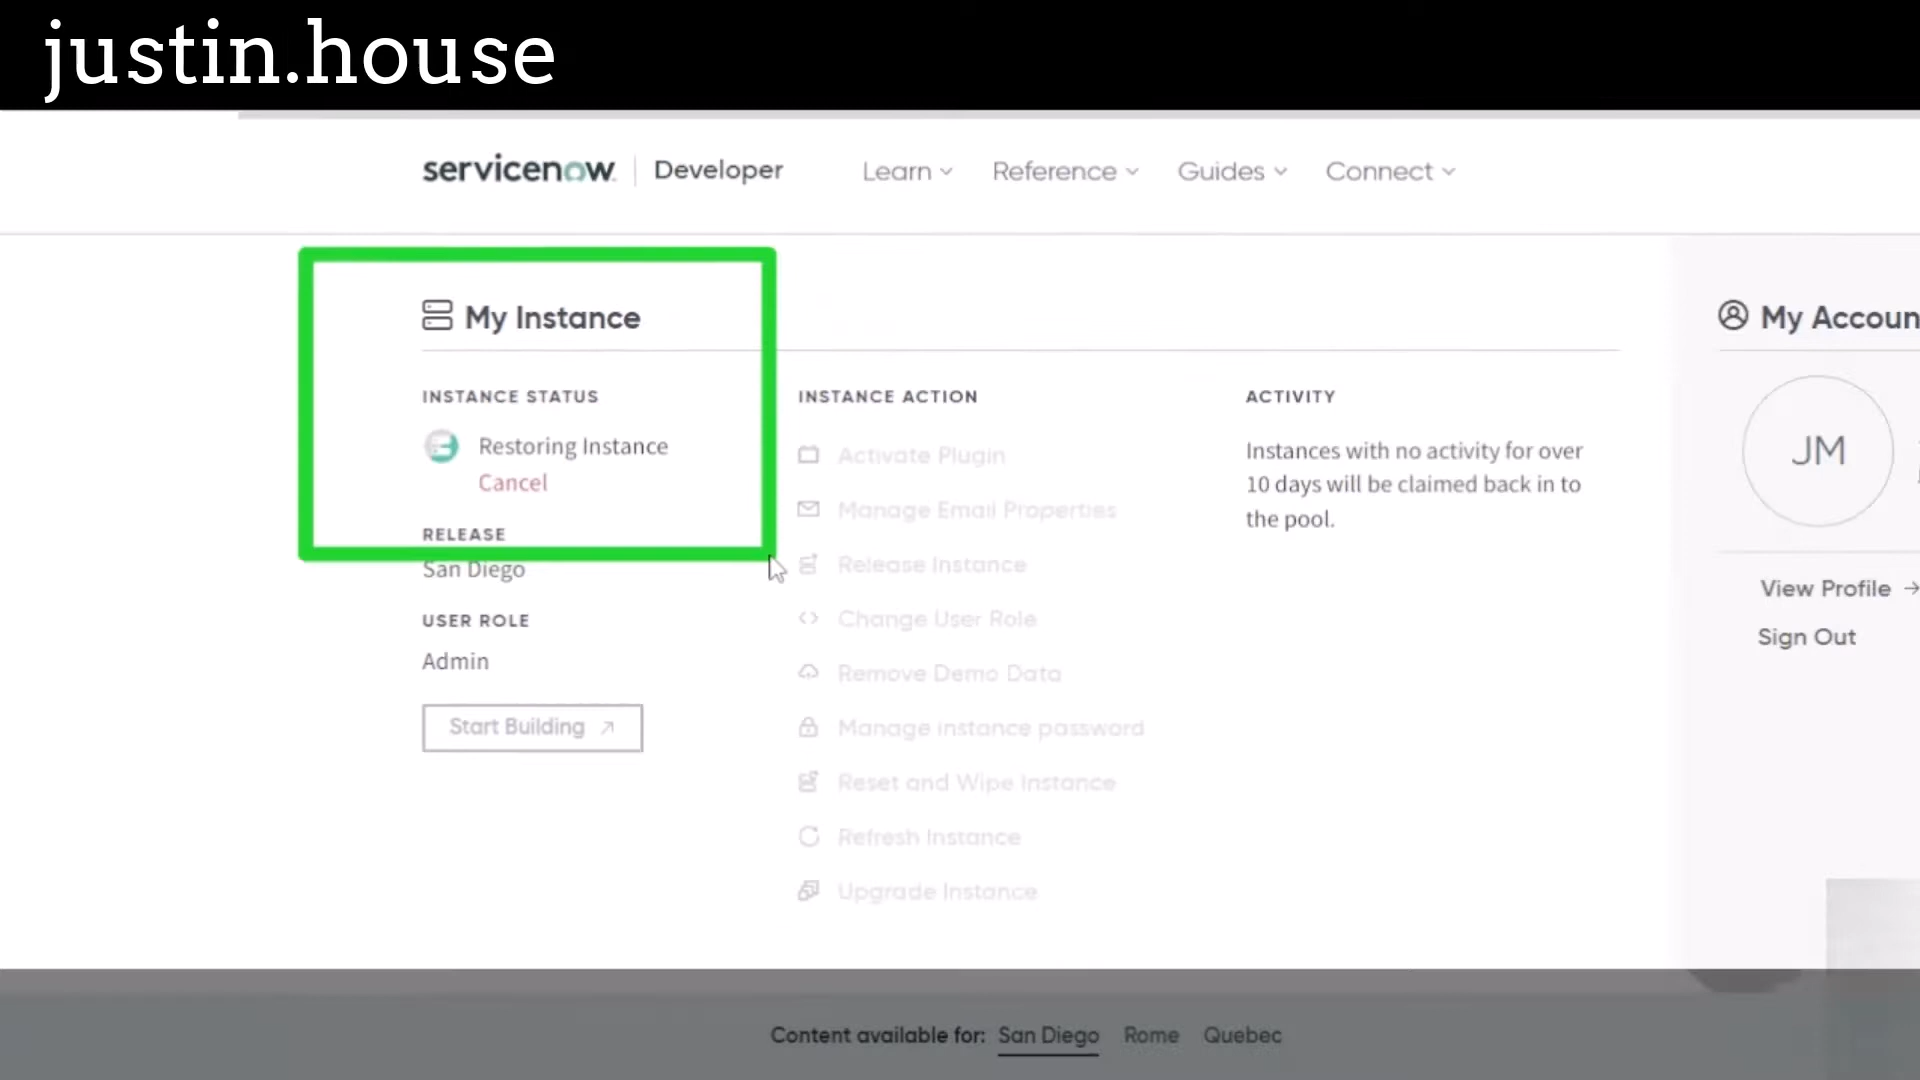 justin.house
servicenow Developer Learn Reference Guides Connect
My Instance
INSTANCE STATUS
Restoring Instance
Cancel
RELEASE
San Diego
USER ROLE
Admin
Start Building
INSTANCE ACTION
Activate Plugin
Manage Email Properties
Release Instance
Change User Role
Remove Demo Data
Manage instance password
Reset and Wipe Instance
Refresh Instance
Upgrade Instance
ACTIVITY
Instances with no activity for over
10 days will be claimed back in to
the pool.
My Accoun
JM
View Profile
Sign Out
Content available for: San Diego Rome Quebec